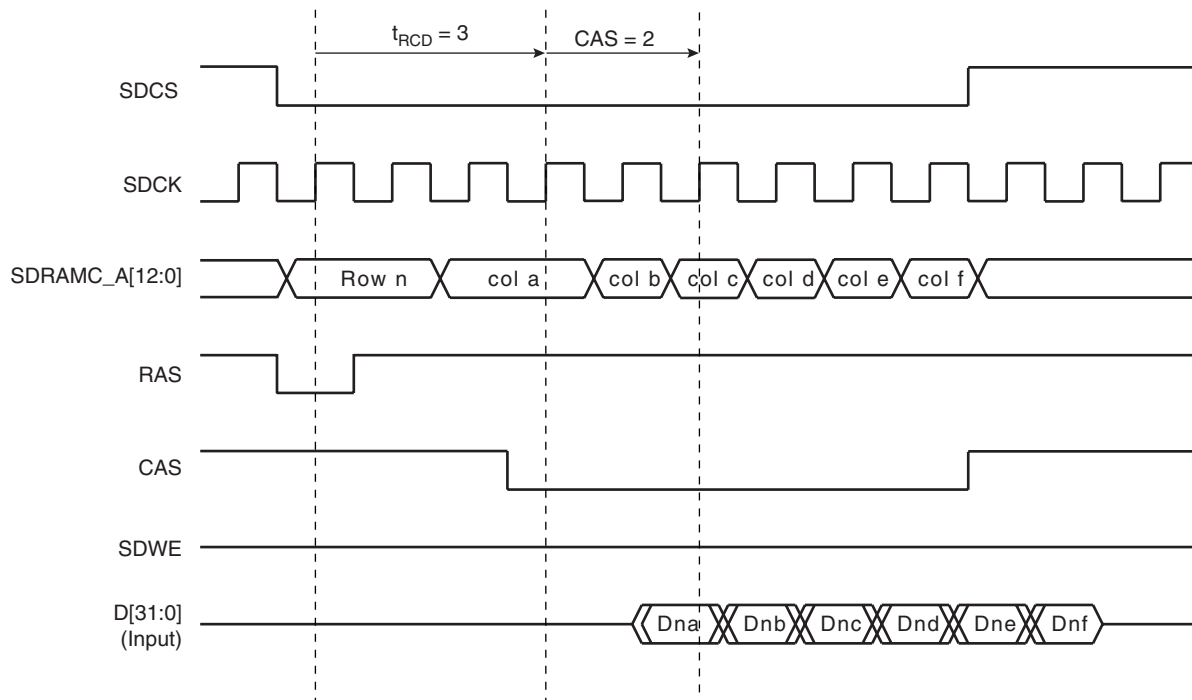 t_RCD = 3 CAS = 2
SDCS
SDCK
SDRAMC_A[12:0] Row n col a col b col c col d col e col f
RAS
CAS
SDWE
D[31:0]
(Input) Dna Dnb Dnc Dnd Dne Dnf